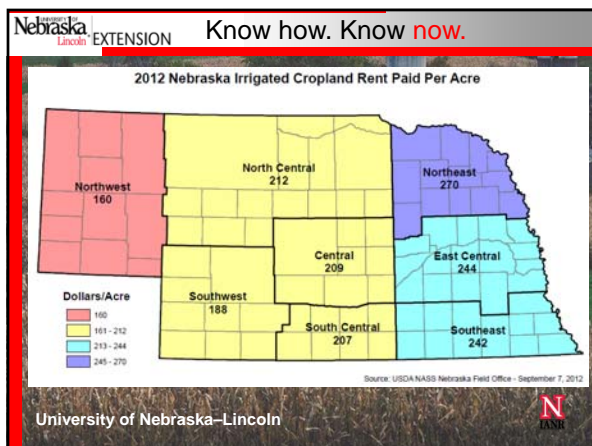 UNIVERSITY OF
Nebraska
Lincoln
EXTENSION
Know how. Know now.
2012 Nebraska Irrigated Cropland Rent Paid Per Acre
Northwest
160
North Central
212
Northeast
270
Central
209
East Central
244
Southwest
188
South Central
207
Southeast
242
Dollars/Acre
160
161 - 212
213 - 244
245 - 270
Source: USDA NASS Nebraska Field Office - September 7, 2012
University of Nebraska–Lincoln
N
IANR